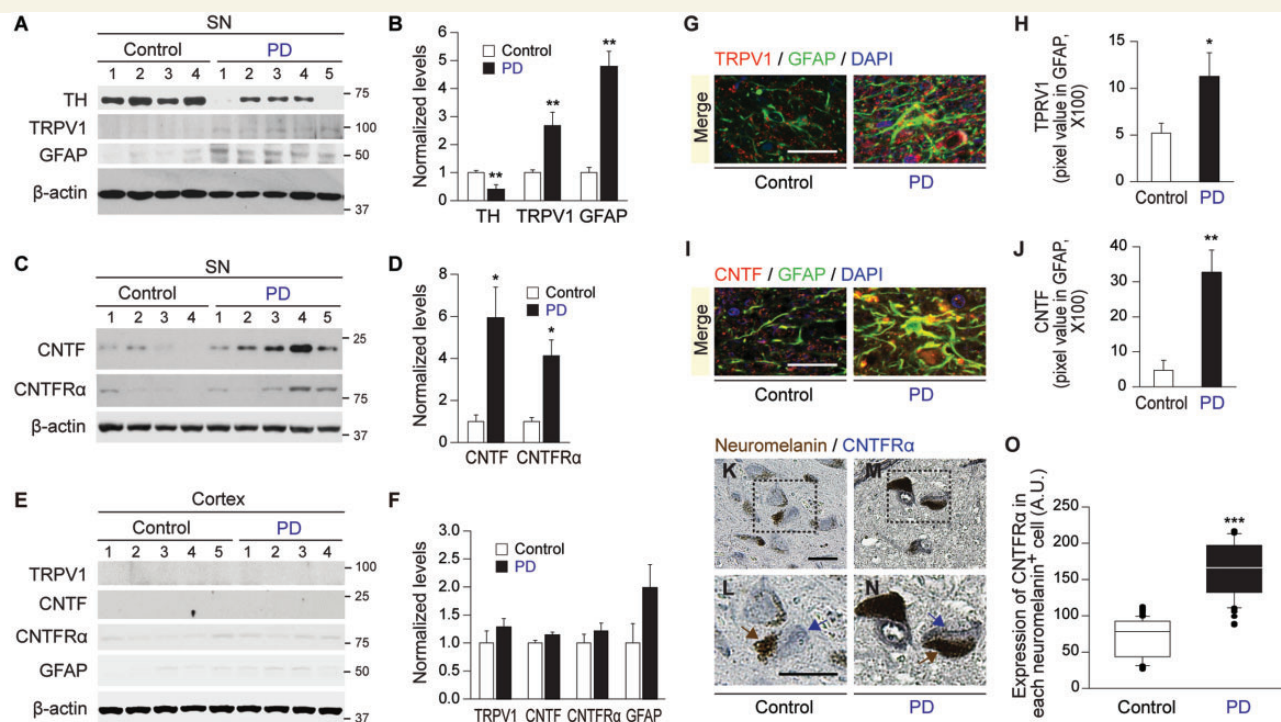 A
SN
Control PD
1 2 3 4 1 2 3 4 5
TH
75
TRPV1
100
GFAP
50
β-actin
37
B
6
5
4
3
2
1
0
Normalized levels
Control
PD
** ** **
TH TRPV1 GFAP
C
SN
Control PD
1 2 3 4 1 2 3 4 5
CNTF
25
CNTFRα
75
β-actin
37
D
8
6
4
2
0
Normalized levels
Control
PD
* *
CNTF CNTFRα
E
Cortex
Control PD
1 2 3 4 5 1 2 3 4
TRPV1
100
CNTF
25
CNTFRα
75
GFAP
50
β-actin
37
F
3.0
2.5
2.0
1.5
1.0
0.5
0.0
Normalized levels
Control
PD
TRPV1 CNTF CNTFRα GFAP
G
TRPV1 / GFAP / DAPI
Merge
Control PD
H
15
10
5
0
TPRV1
(pixel value in GFAP,
X100)
*
Control PD
I
CNTF / GFAP / DAPI
Merge
Control PD
J
40
30
20
10
0
CNTF
(pixel value in GFAP,
X100)
**
Control PD
Neuromelanin / CNTFRα
K M
L N
Control PD
O
250
200
150
100
50
0
Expression of CNTFRα in
each neuromelanin+ cell (A.U.)
***
Control PD